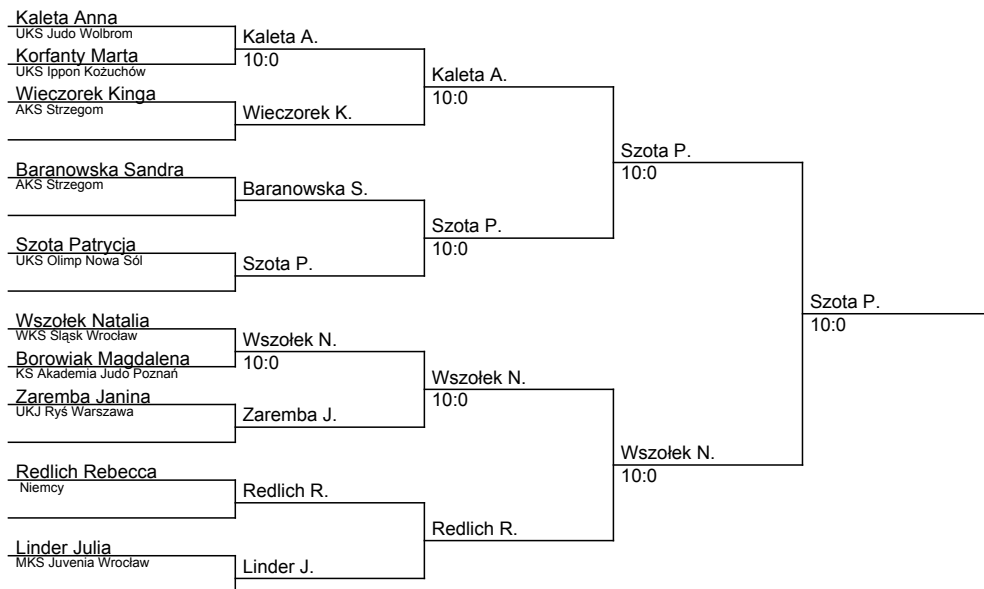 Kaleta Anna
UKS Judo Wolbrom
Korfanty Marta
UKS Ippon Kożuchów
Wieczorek Kinga
AKS Strzegom
Baranowska Sandra
AKS Strzegom
Szota Patrycja
UKS Olimp Nowa Sól
Wszołek Natalia
WKS Śląsk Wrocław
Borowiak Magdalena
KS Akademia Judo Poznań
Zaremba Janina
UKJ Ryś Warszawa
Redlich Rebecca
Niemcy
Linder Julia
MKS Juvenia Wrocław
Kaleta A.
10:0
Wieczorek K.
Baranowska S.
Szota P.
Wszołek N.
10:0
Zaremba J.
Redlich R.
Linder J.
Kaleta A.
10:0
Szota P.
10:0
Wszołek N.
10:0
Redlich R.
Szota P.
10:0
Wszołek N.
10:0
Szota P.
10:0